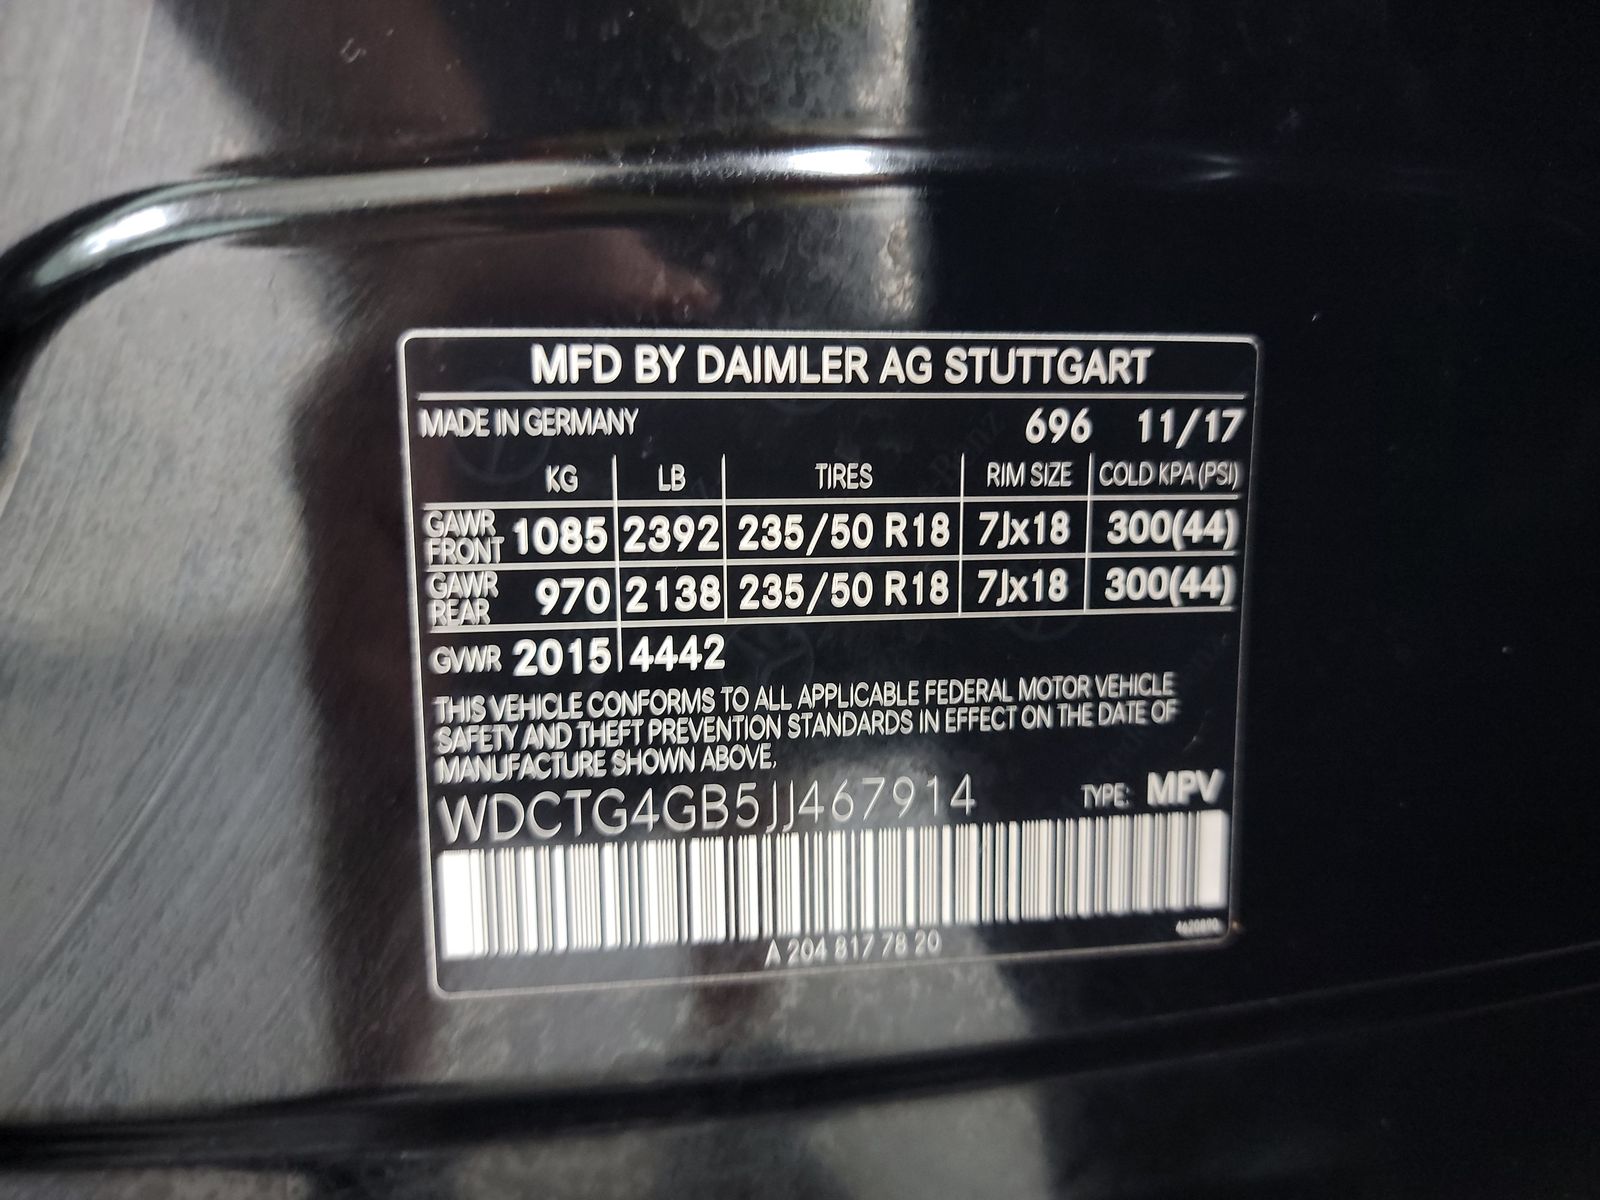 MFD BY DAIMLER AG STUTTGART
MADE IN GERMANY 696 11/17
KG LB TIRES RIM SIZE COLD KPA (PSI)
GAWR FRONT 1085 2392 235/50 R18 7Jx18 300(44)
GAWR REAR 970 2138 235/50 R18 7Jx18 300(44)
GVWR 2015 4442
THIS VEHICLE CONFORMS TO ALL APPLICABLE FEDERAL MOTOR VEHICLE
SAFETY AND THEFT PREVENTION STANDARDS IN EFFECT ON THE DATE OF
MANUFACTURE SHOWN ABOVE.
WDCTG4GB5JJ467914 TYPE: MPV
A 204 817 78 20